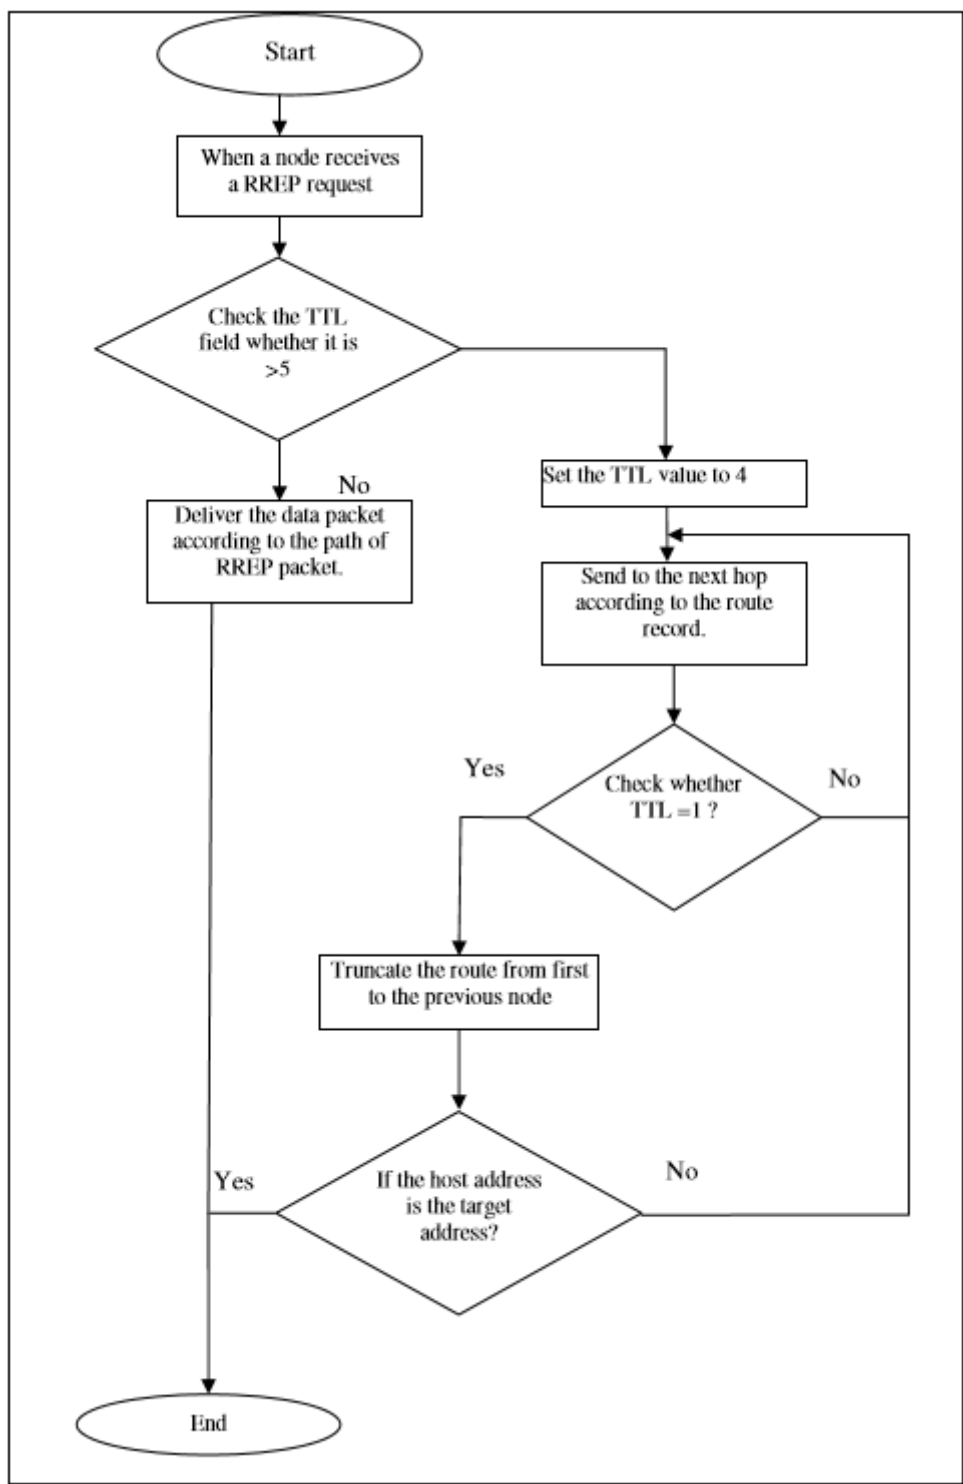 Start
When a node receives
a RREP request
Check the TTL
field whether it is
>5
No
Set the TTL value to 4
Deliver the data packet
according to the path of
RREP packet.
Send to the next hop
according to the route
record.
Yes
Check whether
TTL =1 ?
No
Truncate the route from first
to the previous node
Yes
If the host address
is the target
address?
No
End